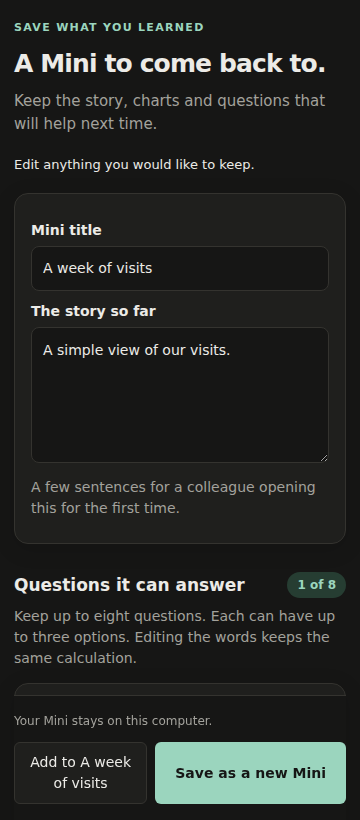 SAVE WHAT YOU LEARNED
A Mini to come back to.
Keep the story, charts and questions that
will help next time.
Edit anything you would like to keep.
Mini title
A week of visits
The story so far
A simple view of our visits.
A few sentences for a colleague opening
this for the first time.
Questions it can answer
1 of 8
Keep up to eight questions. Each can have up
to three options. Editing the words keeps the
same calculation.
Your Mini stays on this computer.
Add to A week
of visits
Save as a new Mini